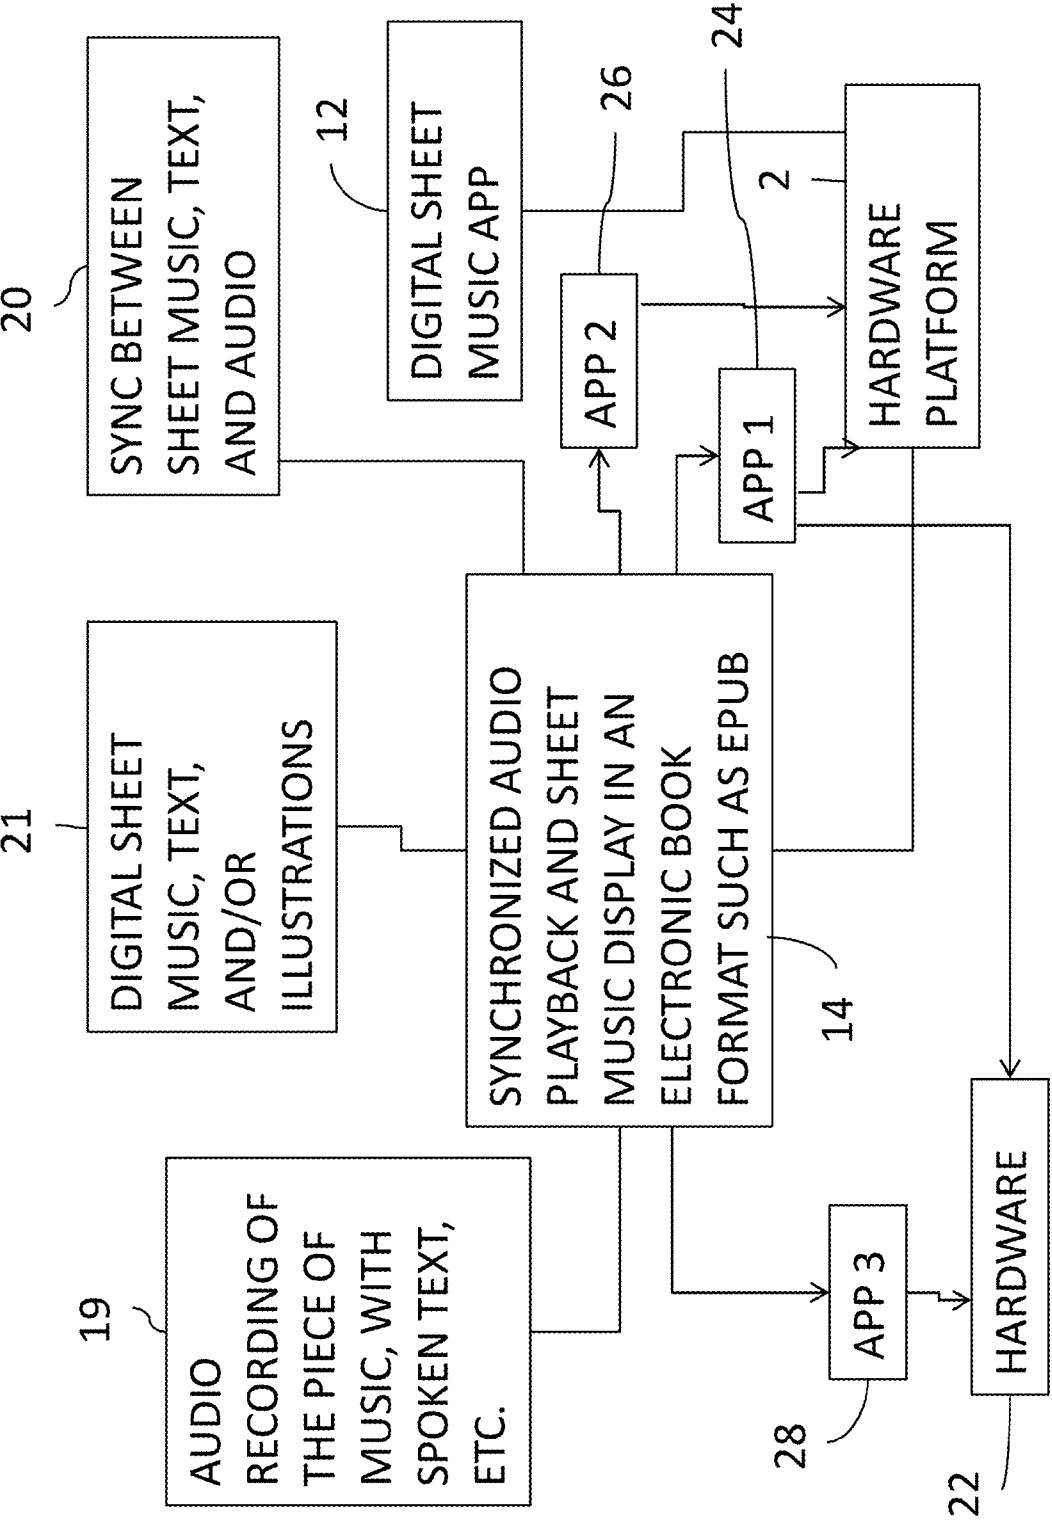 19
AUDIO
RECORDING OF
THE PIECE OF
MUSIC, WITH
SPOKEN TEXT,
ETC.
21
DIGITAL SHEET
MUSIC, TEXT,
AND/OR
ILLUSTRATIONS
20
SYNC BETWEEN
SHEET MUSIC, TEXT,
AND AUDIO
12
DIGITAL SHEET
MUSIC APP
SYNCHRONIZED AUDIO
PLAYBACK AND SHEET
MUSIC DISPLAY IN AN
ELECTRONIC BOOK
FORMAT SUCH AS EPUB
14
APP 2
26
APP 1
24
28
APP 3
2
HARDWARE
PLATFORM
22
HARDWARE